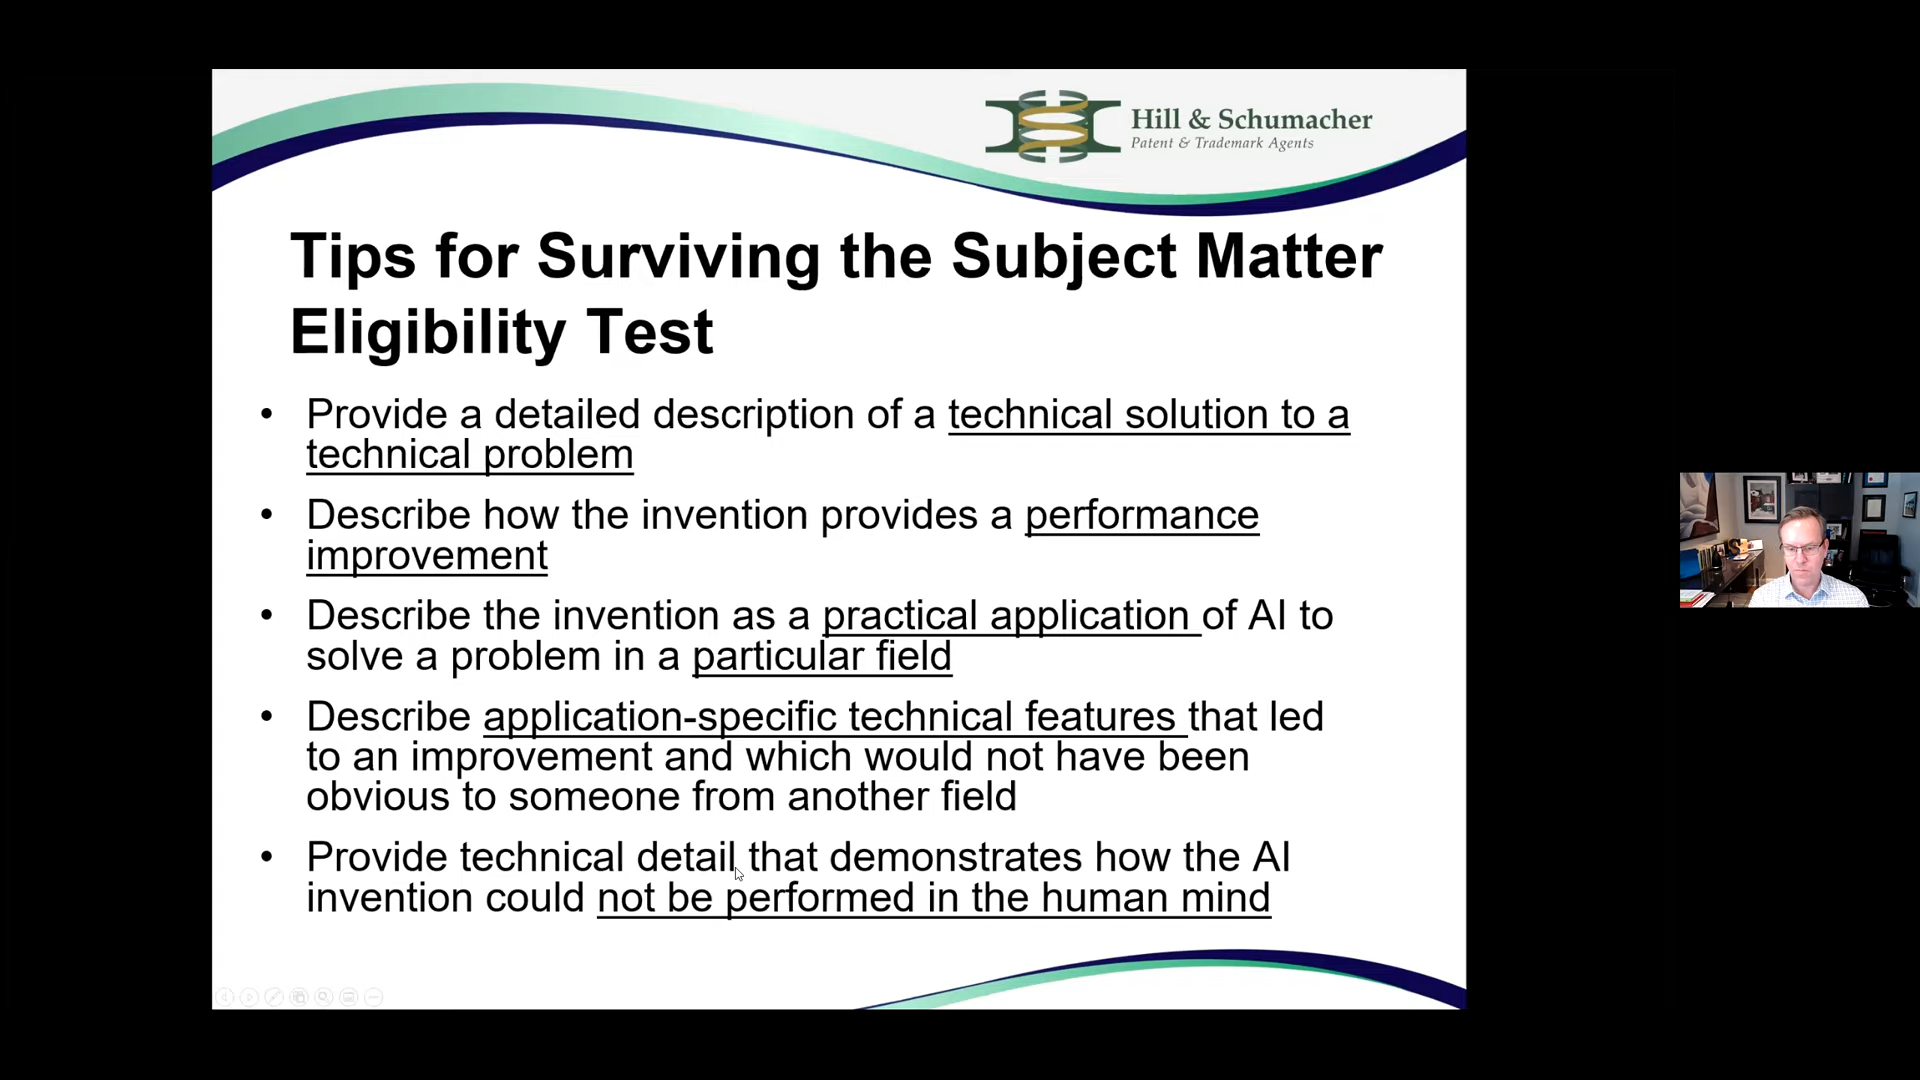 Hill & Schumacher
Patent & Trademark Agents
Tips for Surviving the Subject Matter
Eligibility Test
• Provide a detailed description of a technical solution to a
technical problem
• Describe how the invention provides a performance
improvement
• Describe the invention as a practical application of AI to
solve a problem in a particular field
• Describe application-specific technical features that led
to an improvement and which would not have been
obvious to someone from another field
• Provide technical detail that demonstrates how the AI
invention could not be performed in the human mind